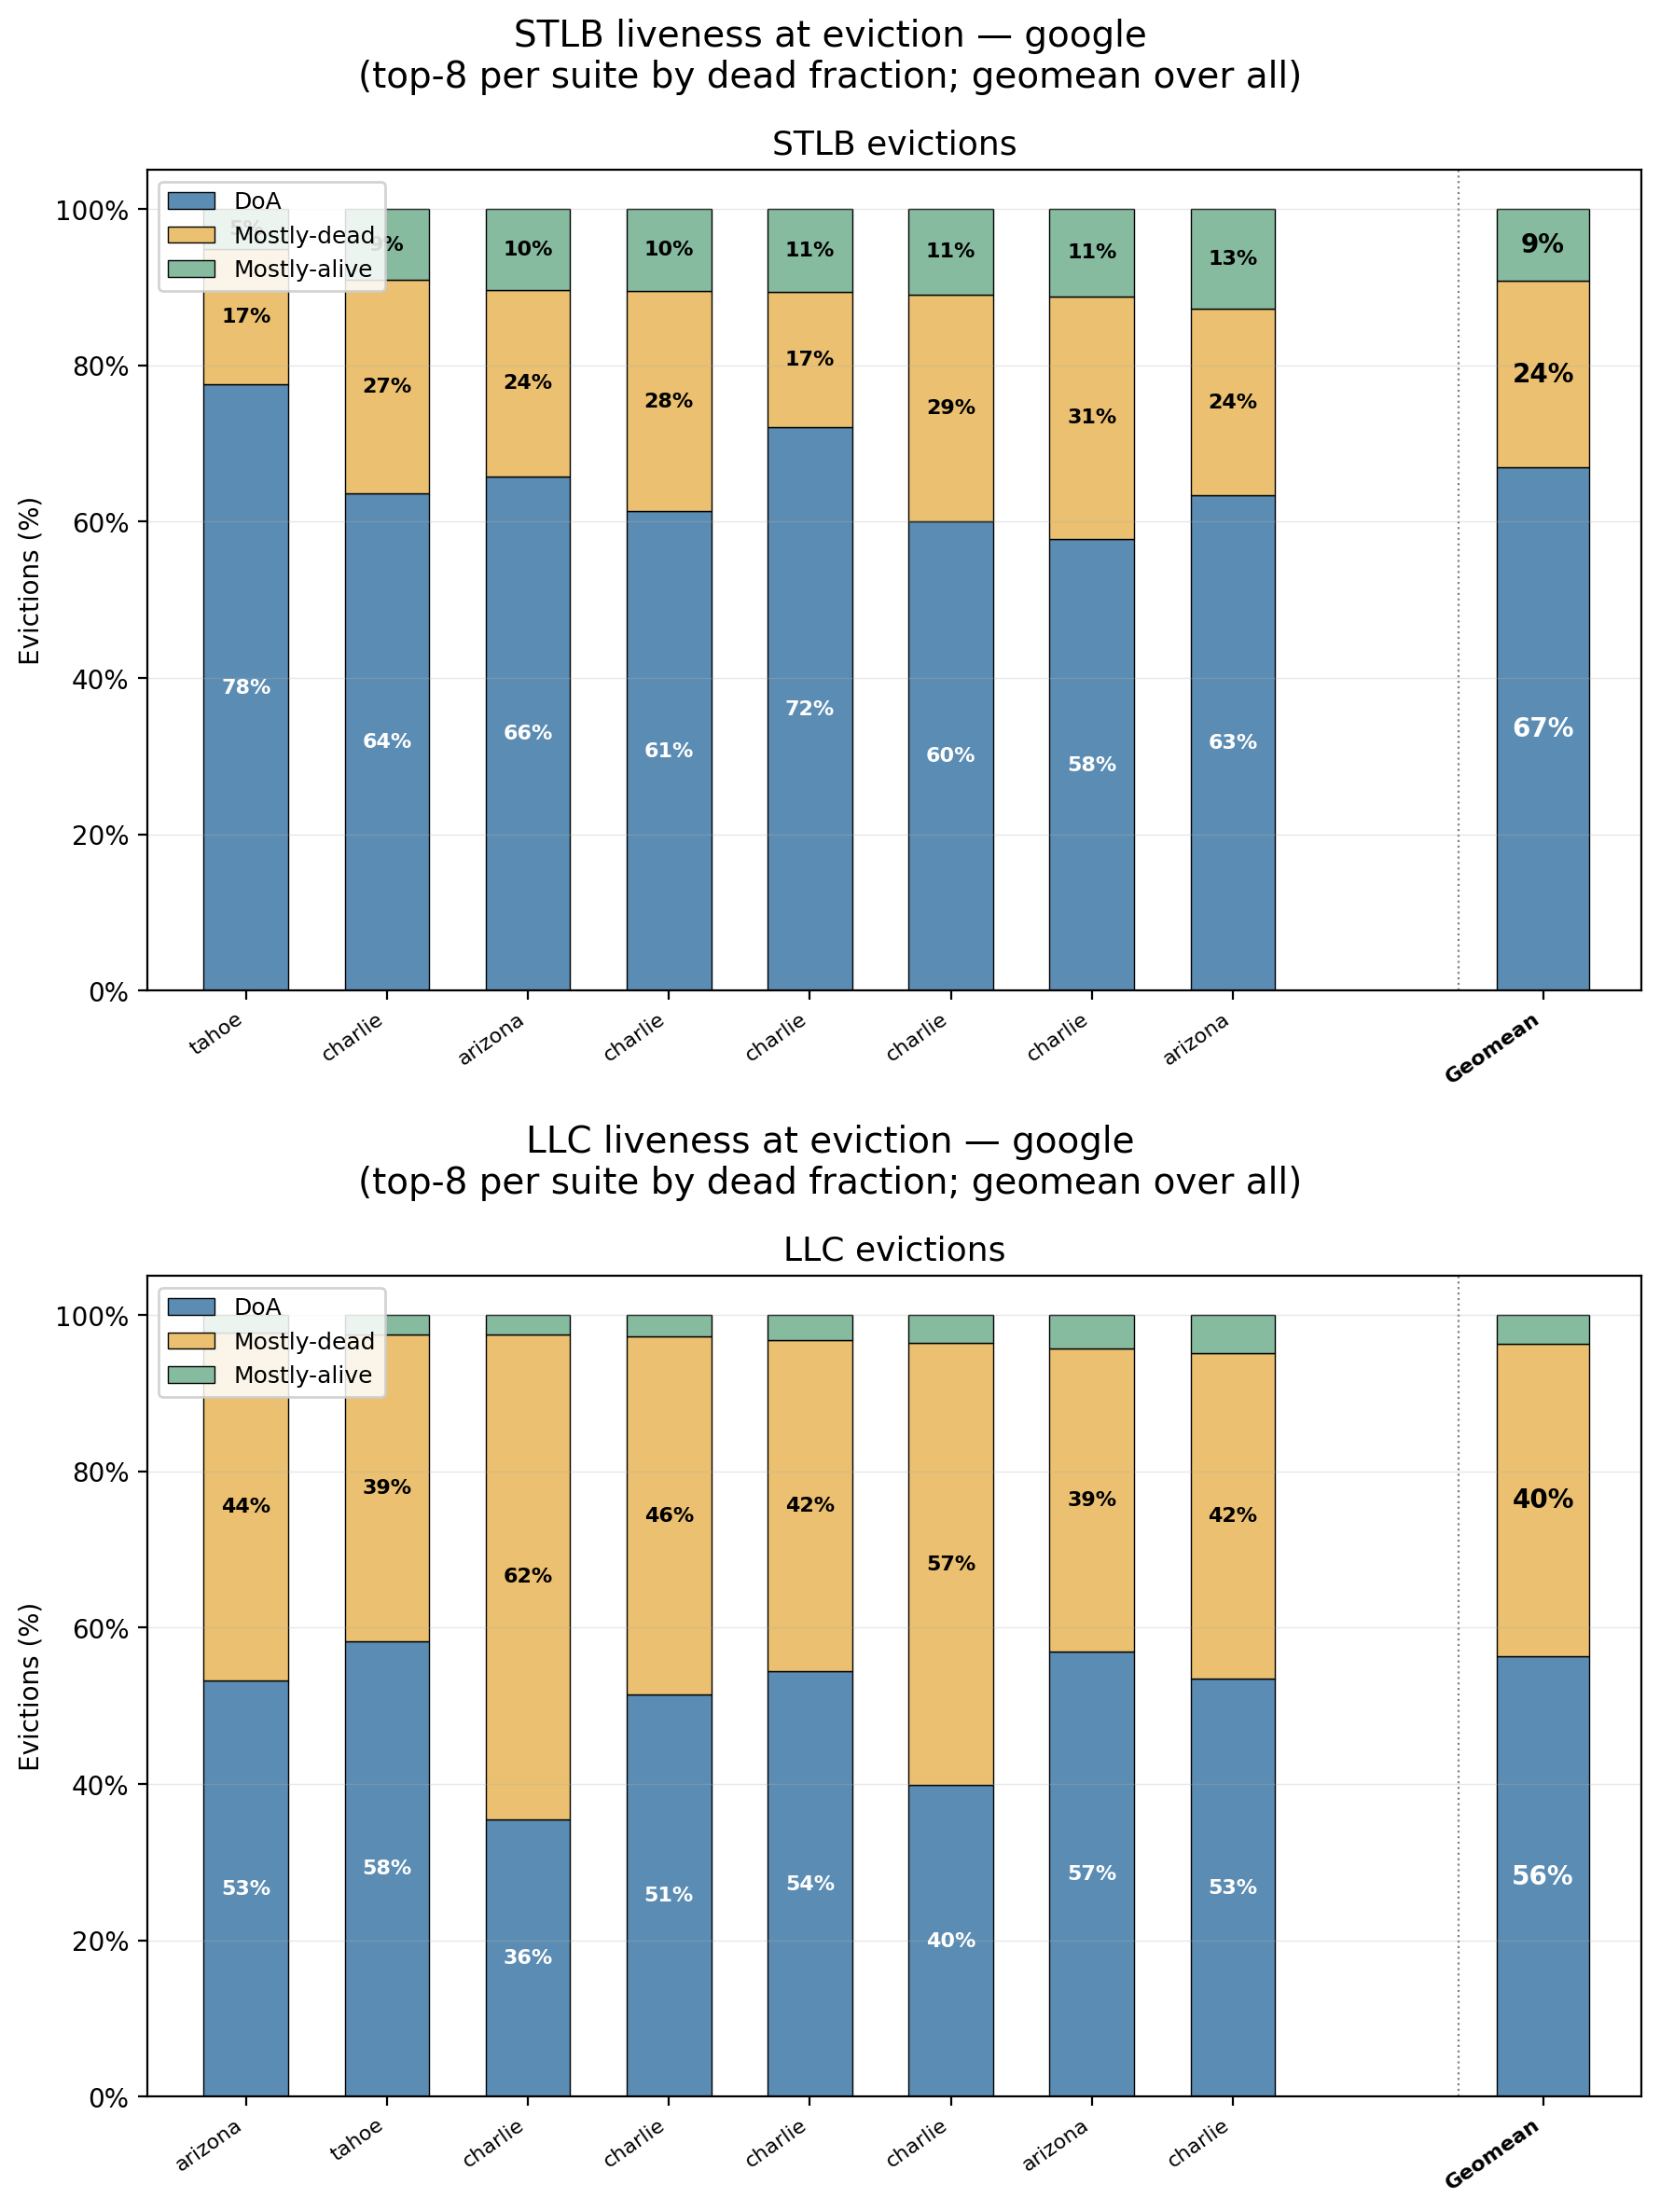 STLB liveness at eviction — google
(top-8 per suite by dead fraction; geomean over all)
STLB evictions
DoA
Mostly-dead
Mostly-alive
Evictions (%)
100%
80%
60%
40%
20%
0%
5% 9% 10% 10% 11% 11% 11% 13% 9%
17% 27% 24% 28% 17% 29% 31% 24% 24%
78% 64% 66% 61% 72% 60% 58% 63% 67%
tahoe charlie arizona charlie charlie charlie charlie arizona Geomean
LLC liveness at eviction — google
(top-8 per suite by dead fraction; geomean over all)
LLC evictions
DoA
Mostly-dead
Mostly-alive
Evictions (%)
100%
80%
60%
40%
20%
0%
44% 39% 62% 46% 42% 57% 39% 42% 40%
53% 58% 36% 51% 54% 40% 57% 53% 56%
arizona tahoe charlie charlie charlie charlie arizona charlie Geomean